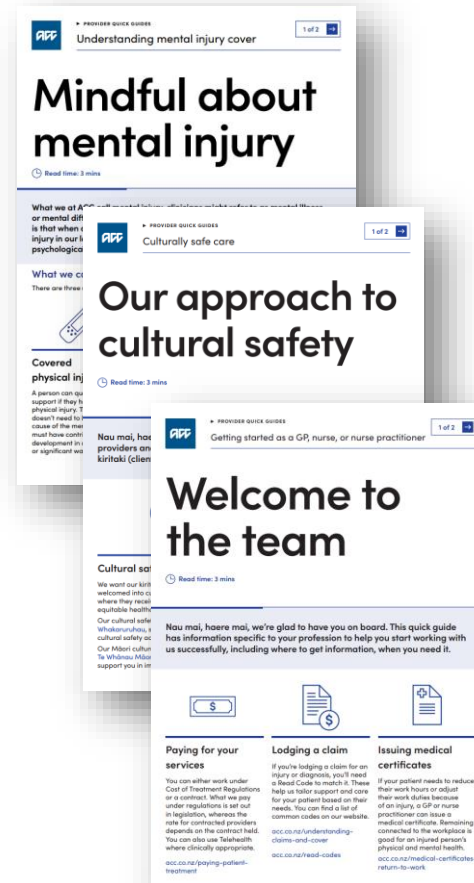 acc
▸ PROVIDER QUICK GUIDES
Understanding mental injury cover
1 of 2 →
Mindful about
mental injury
Read time: 3 mins
What we at ACC call mental injury, clinicians might refer to as mental illness
or mental
is that when
injury in our
psychological
What we
There are three
Covered
physical
A person can
support if they
physical injury.
doesn't need to
cause of the
must have
development in
or significant
acc
▸ PROVIDER QUICK GUIDES
Culturally safe care
1 of 2 →
Our approach to
cultural safety
Read time: 3 mins
Nau mai,
providers and
kiritaki
Cultural
We want our
welcomed into
where they
equitable
Our cultural
Whakaruruhau,
cultural safety
Our Māori
Te Whānau
support you in
acc
▸ PROVIDER QUICK GUIDES
Getting started as a GP, nurse, or nurse practitioner
1 of 2 →
Welcome to
the team
Read time: 3 mins
Nau mai, haere mai, we're glad to have you on board. This quick guide
has information specific to your profession to help you start working with
us successfully, including where to get information, when you need it.
$
Paying for your
services
You can either work under
Cost of Treatment Regulations
or a contract. What we pay
under regulations is set out
in legislation, whereas the
rate for contracted providers
depends on the contract held.
You can also use Telehealth
where clinically appropriate.
acc.co.nz/paying-patient-
treatment
$
Lodging a claim
If you're lodging a claim for an
injury or diagnosis, you'll need
a Read Code to match it. These
help us tailor support and care
for your patient based on their
needs. You can find a list of
common codes on our website.
acc.co.nz/understanding-
claims-and-cover
acc.co.nz/read-codes
Issuing medical
certificates
If your patient needs to reduce
their work hours or adjust
their work duties because
of an injury, a GP or nurse
practitioner can issue a
medical certificate. Remaining
connected to the workplace is
good for an injured person's
physical and mental health.
acc.co.nz/medical-certificates
return-to-work